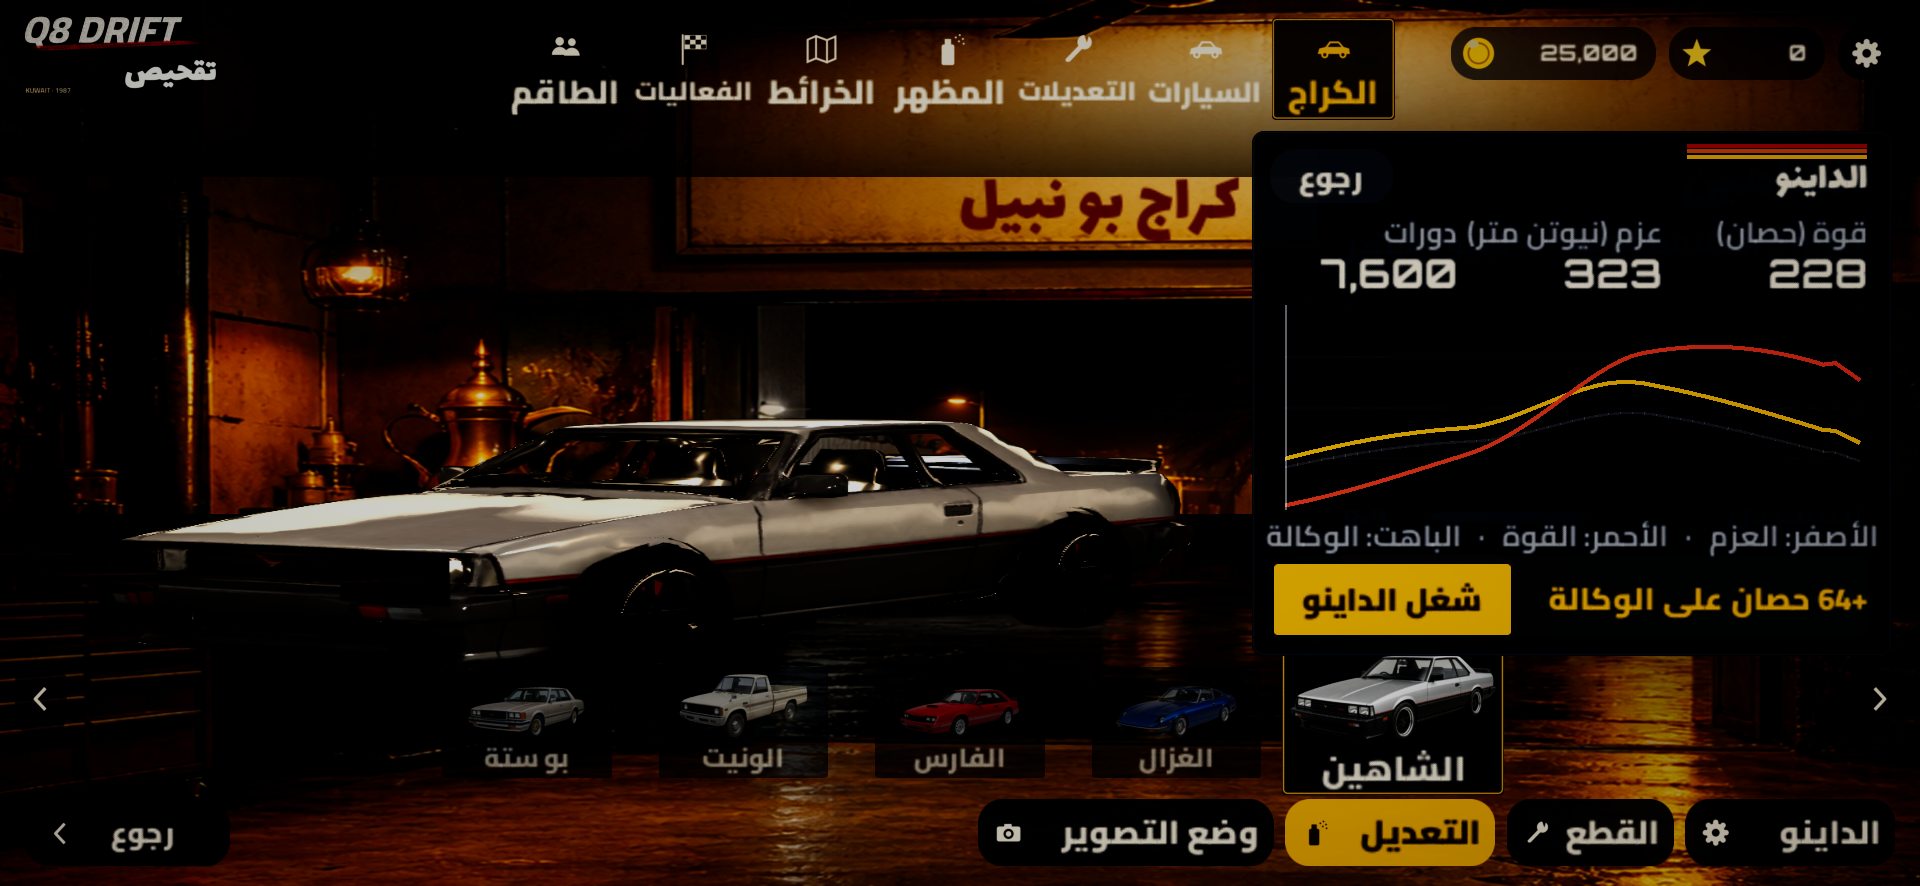 Q8 DRIFT
تفحيص
KUWAIT · 1987
الكراج
السيارات
التعديلات
المظهر
الخرائط
الفعاليات
الطاقم
25,000
0
كراج بو نبيل
الداينو
رجوع
قوة (حصان)
عزم (نيوتن متر)
دورات
228
323
7,600
الأصفر: العزم · الأحمر: القوة · الباهت: الوكالة
+64 حصان على الوكالة
شغل الداينو
الشاهين
الغزال
الفارس
الونيت
بو ستة
الداينو
القطع
التعديل
وضع التصوير
رجوع